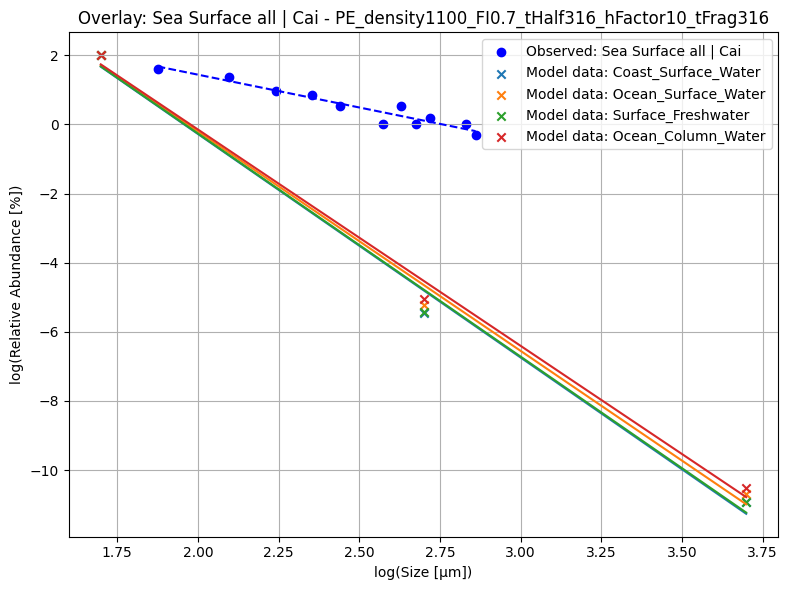 Overlay: Sea Surface all | Cai - PE_density1100_FI0.7_tHalf316_hFactor10_tFrag316
Observed: Sea Surface all | Cai
Model data: Coast_Surface_Water
Model data: Ocean_Surface_Water
Model data: Surface_Freshwater
Model data: Ocean_Column_Water
log(Relative Abundance [%])
2
0
−2
−4
−6
−8
−10
1.75 2.00 2.25 2.50 2.75 3.00 3.25 3.50 3.75
log(Size [μm])